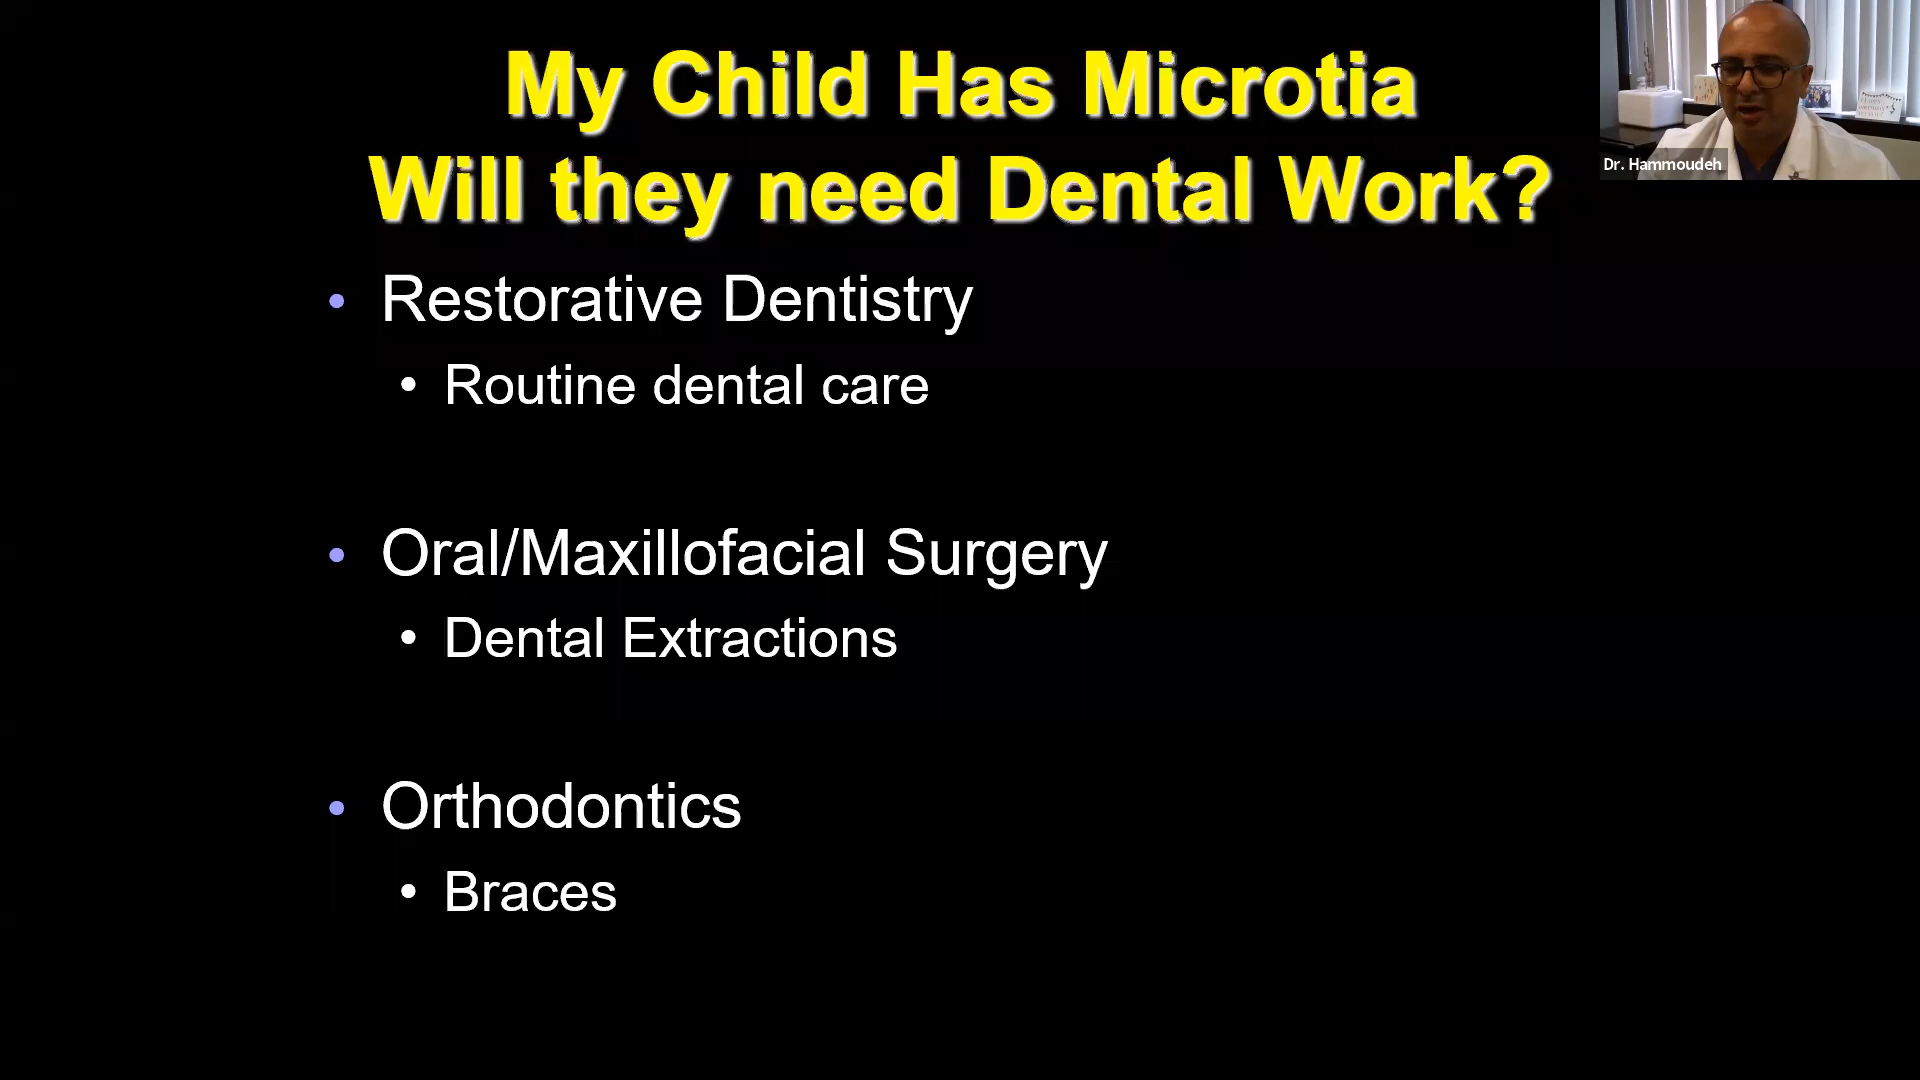 My Child Has Microtia
Will they need Dental Work?
Dr. Hammoudeh
• Restorative Dentistry
• Routine dental care
• Oral/Maxillofacial Surgery
• Dental Extractions
• Orthodontics
• Braces